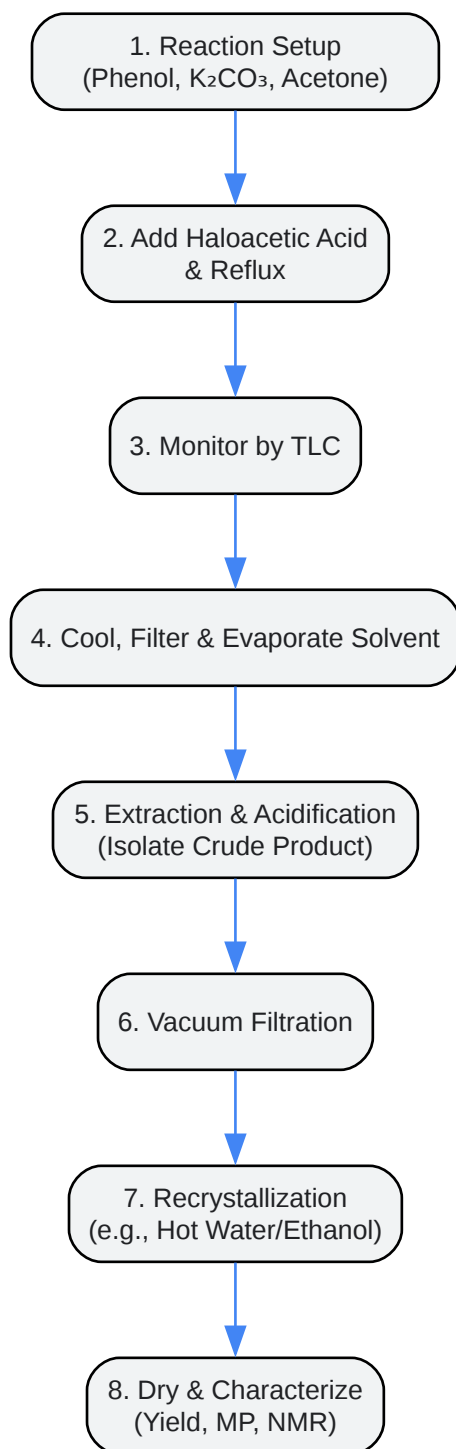 1. Reaction Setup
(Phenol, K₂CO₃, Acetone)
2. Add Haloacetic Acid
& Reflux
3. Monitor by TLC
4. Cool, Filter & Evaporate Solvent
5. Extraction & Acidification
(Isolate Crude Product)
6. Vacuum Filtration
7. Recrystallization
(e.g., Hot Water/Ethanol)
8. Dry & Characterize
(Yield, MP, NMR)